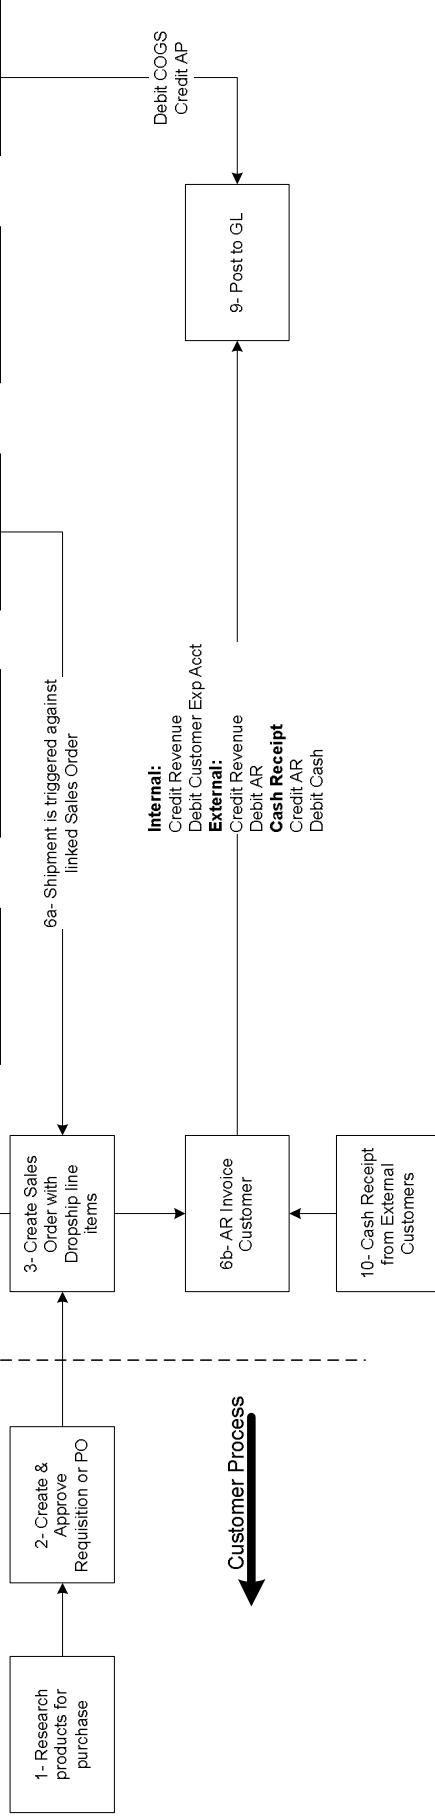 1- Research
products for
purchase
2- Create &
Approve
Requisition or PO
Customer Process
3- Create Sales
Order with
Dropship line
items
6a- Shipment is triggered against
linked Sales Order
6b- AR Invoice
Customer
10- Cash Receipt
from External
Customers
Internal:
Credit Revenue
Debit Customer Exp Acct
External:
Credit Revenue
Debit AR
Cash Receipt
Credit AR
Debit Cash
9- Post to GL
Debit COGS
Credit AP